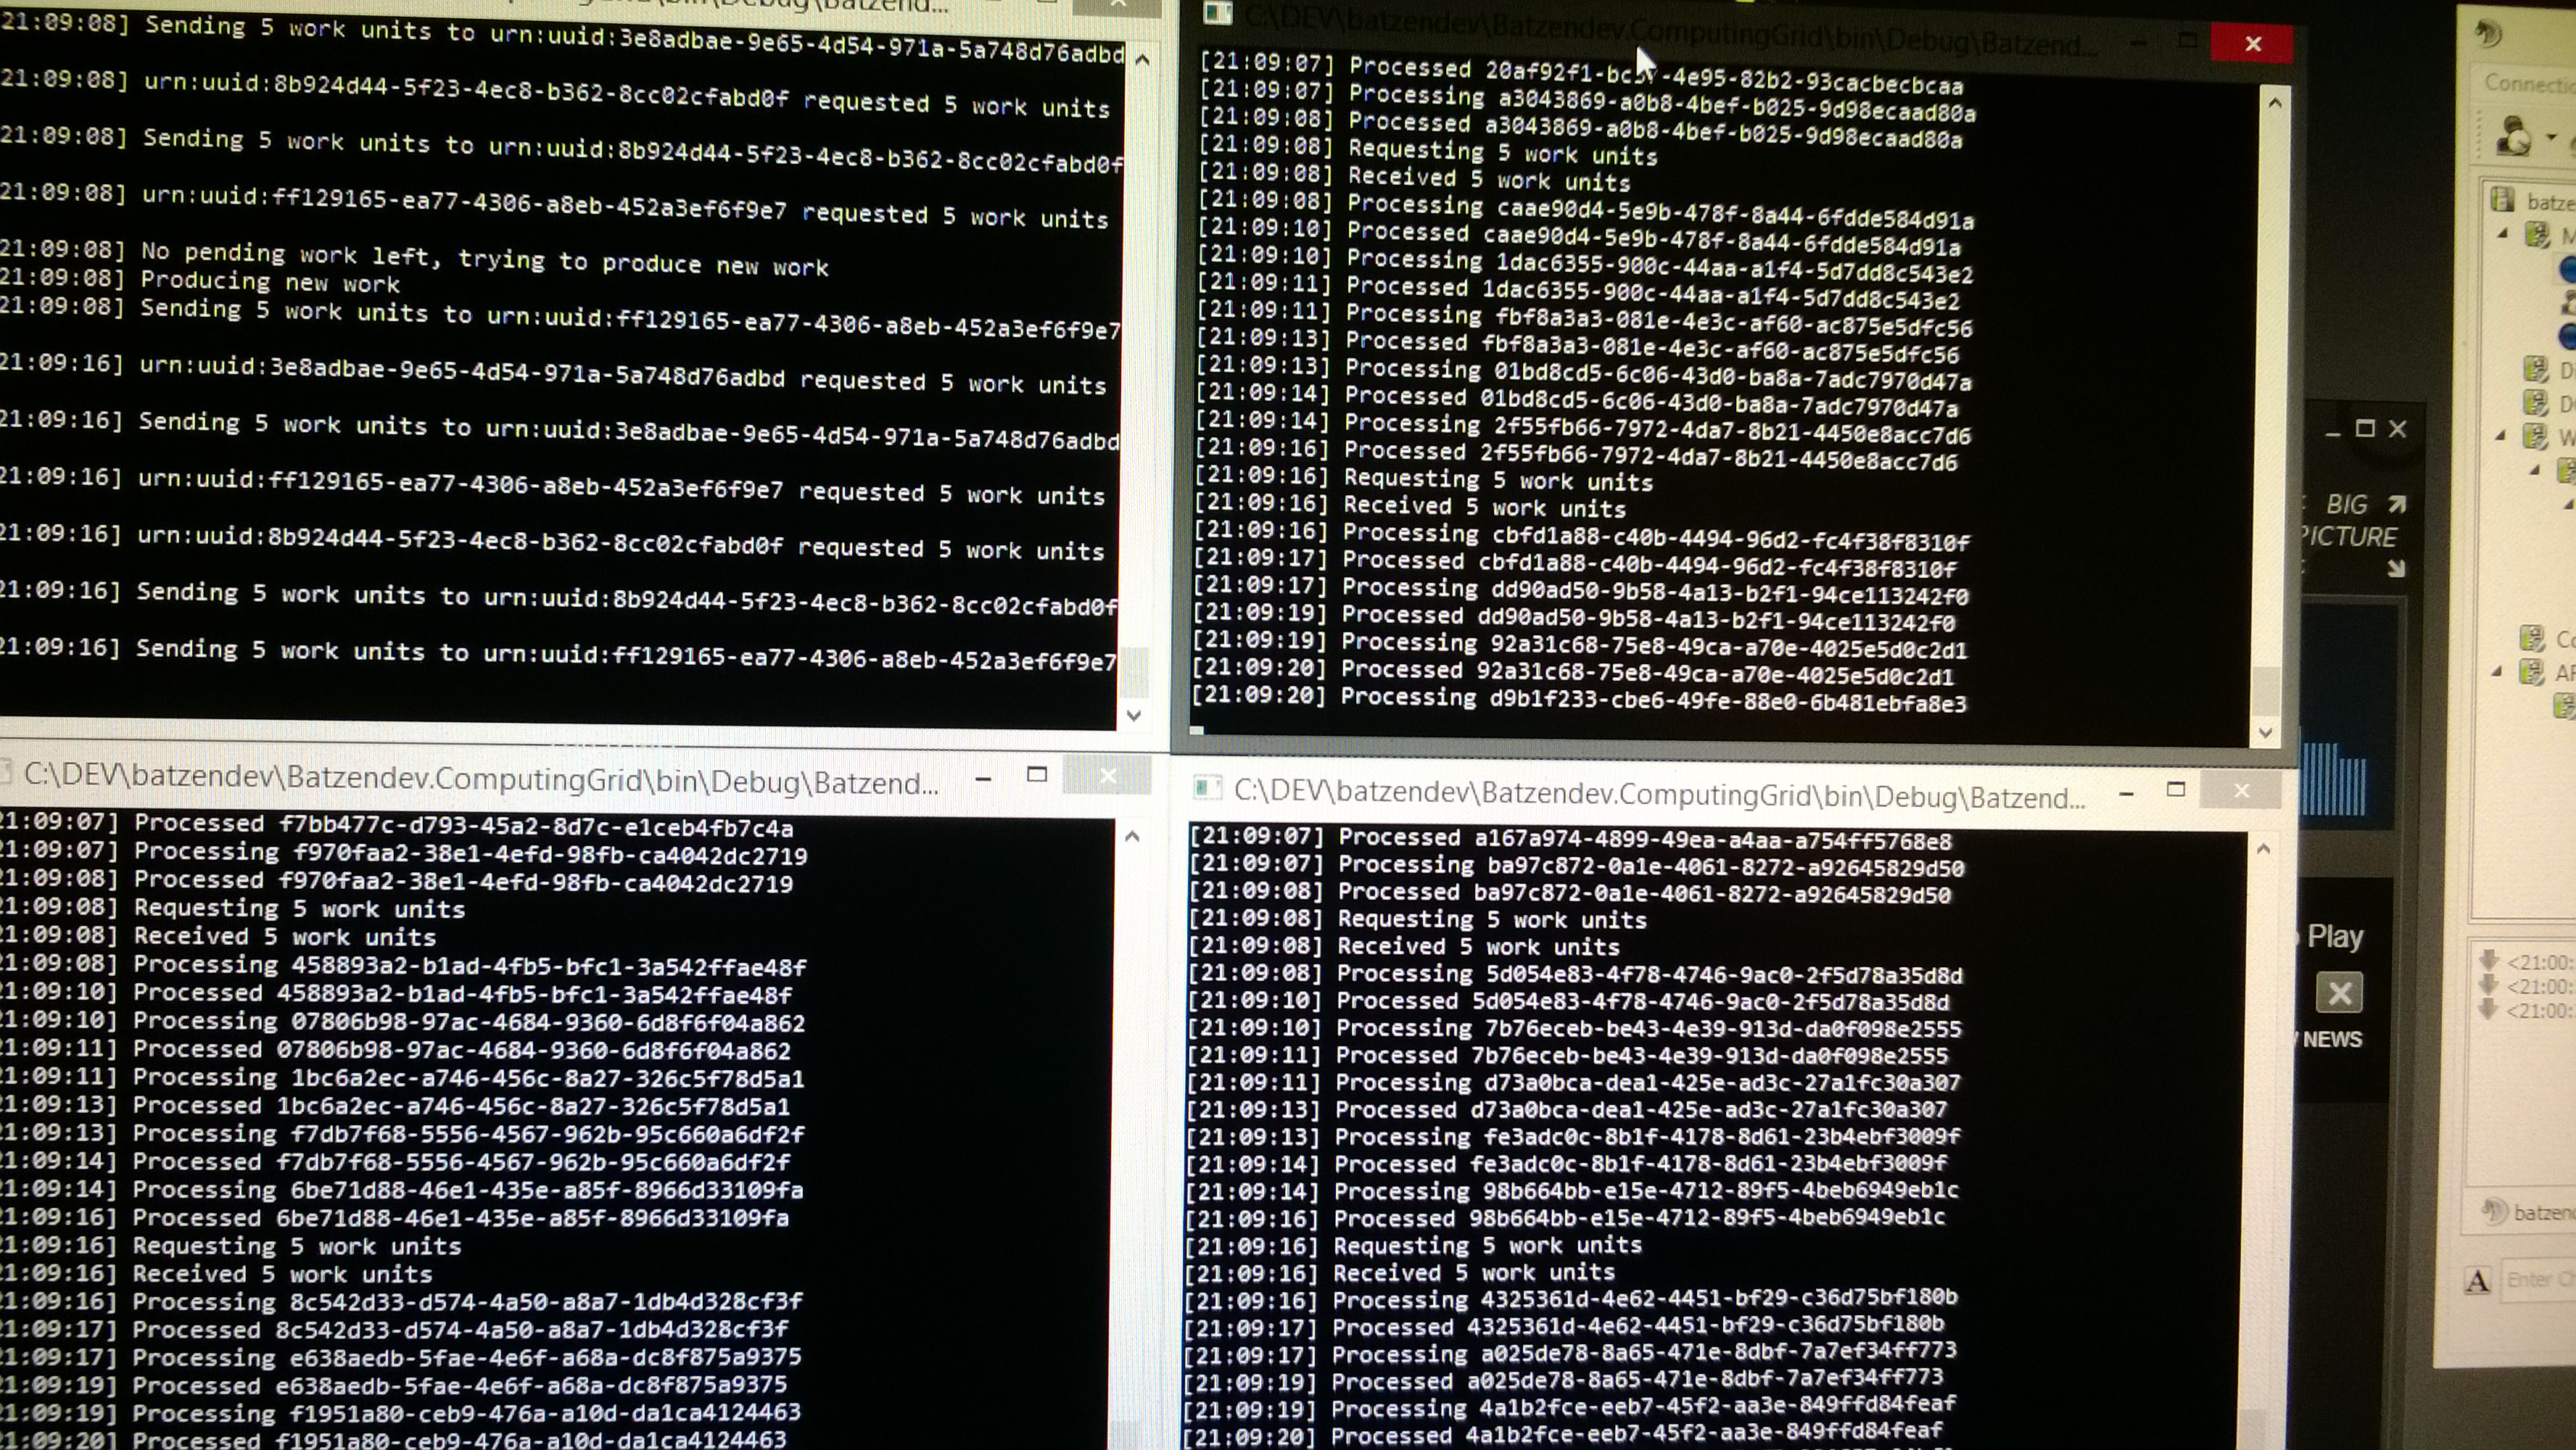 21:09:08] Sending 5 work units to urn:uuid:3e8adbae-9e65-4d54-971a-5a748d76adbd
21:09:08] urn:uuid:8b924d44-5f23-4ec8-b362-8cc02cfabd0f requested 5 work units
21:09:08] Sending 5 work units to urn:uuid:8b924d44-5f23-4ec8-b362-8cc02cfabd0f
21:09:08] urn:uuid:ff129165-ea77-4306-a8eb-452a3ef6f9e7 requested 5 work units
21:09:08] No pending work left, trying to produce new work
21:09:08] Producing new work
21:09:08] Sending 5 work units to urn:uuid:ff129165-ea77-4306-a8eb-452a3ef6f9e7
21:09:16] urn:uuid:3e8adbae-9e65-4d54-971a-5a748d76adbd requested 5 work units
21:09:16] Sending 5 work units to urn:uuid:3e8adbae-9e65-4d54-971a-5a748d76adbd
21:09:16] urn:uuid:ff129165-ea77-4306-a8eb-452a3ef6f9e7 requested 5 work units
21:09:16] urn:uuid:8b924d44-5f23-4ec8-b362-8cc02cfabd0f requested 5 work units
21:09:16] Sending 5 work units to urn:uuid:8b924d44-5f23-4ec8-b362-8cc02cfabd0f
21:09:16] Sending 5 work units to urn:uuid:ff129165-ea77-4306-a8eb-452a3ef6f9e7
C:\DEV\batzendev\Batzendev.ComputingGrid\bin\Debug\Batzend...
[21:09:07] Processed
[21:09:07] Processing a3043869-a0b8-4bef-b025-9d98ecaad80a
[21:09:08] Processed a3043869-a0b8-4bef-b025-9d98ecaad80a
[21:09:08] Requesting 5 work units
[21:09:08] Received 5 work units
[21:09:08] Processing caae90d4-5e9b-478f-8a44-6fdde584d91a
[21:09:10] Processed caae90d4-5e9b-478f-8a44-6fdde584d91a
[21:09:10] Processing 1dac6355-900c-44aa-a1f4-5d7dd8c543e2
[21:09:11] Processed 1dac6355-900c-44aa-a1f4-5d7dd8c543e2
[21:09:11] Processing fbf8a3a3-081e-4e3c-af60-ac875e5dfc56
[21:09:13] Processed fbf8a3a3-081e-4e3c-af60-ac875e5dfc56
[21:09:13] Processing 01bd8cd5-6c06-43d0-ba8a-7adc7970d47a
[21:09:14] Processed 01bd8cd5-6c06-43d0-ba8a-7adc7970d47a
[21:09:14] Processing 2f55fb66-7972-4da7-8b21-4450e8acc7d6
[21:09:16] Processed 2f55fb66-7972-4da7-8b21-4450e8acc7d6
[21:09:16] Requesting 5 work units
[21:09:16] Received 5 work units
[21:09:16] Processing cbfd1a88-c40b-4494-96d2-fc4f38f8310f
[21:09:17] Processed cbfd1a88-c40b-4494-96d2-fc4f38f8310f
[21:09:17] Processing dd90ad50-9b58-4a13-b2f1-94ce113242f0
[21:09:19] Processed dd90ad50-9b58-4a13-b2f1-94ce113242f0
[21:09:19] Processing 92a31c68-75e8-49ca-a70e-4025e5d0c2d1
[21:09:20] Processed 92a31c68-75e8-49ca-a70e-4025e5d0c2d1
[21:09:20] Processing d9b1f233-cbe6-49fe-88e0-6b481ebfa8e3
C:\DEV\batzendev\Batzendev.ComputingGrid\bin\Debug\Batzend...
21:09:07] Processed f7bb477c-d793-45a2-8d7c-e1ceb4fb7c4a
21:09:07] Processing f970faa2-38e1-4efd-98fb-ca4042dc2719
21:09:08] Processed f970faa2-38e1-4efd-98fb-ca4042dc2719
21:09:08] Requesting 5 work units
21:09:08] Received 5 work units
21:09:08] Processing 458893a2-b1ad-4fb5-bfc1-3a542ffae48f
21:09:10] Processed 458893a2-b1ad-4fb5-bfc1-3a542ffae48f
21:09:10] Processing 07806b98-97ac-4684-9360-6d8f6f04a862
21:09:11] Processed 07806b98-97ac-4684-9360-6d8f6f04a862
21:09:11] Processing 1bc6a2ec-a746-456c-8a27-326c5f78d5a1
21:09:13] Processed 1bc6a2ec-a746-456c-8a27-326c5f78d5a1
21:09:13] Processing f7db7f68-5556-4567-962b-95c660a6df2f
21:09:14] Processed f7db7f68-5556-4567-962b-95c660a6df2f
21:09:14] Processing 6be71d88-46e1-435e-a85f-8966d33109fa
21:09:16] Processed 6be71d88-46e1-435e-a85f-8966d33109fa
21:09:16] Requesting 5 work units
21:09:16] Received 5 work units
21:09:16] Processing 8c542d33-d574-4a50-a8a7-1db4d328cf3f
21:09:17] Processed 8c542d33-d574-4a50-a8a7-1db4d328cf3f
21:09:17] Processing e638aedb-5fae-4e6f-a68a-dc8f875a9375
21:09:19] Processed e638aedb-5fae-4e6f-a68a-dc8f875a9375
21:09:19] Processing f1951a80-ceb9-476a-a10d-da1ca4124463
21:09:20] Processed f1951a80-ceb9-476a-a10d-da1ca4124463
C:\DEV\batzendev\Batzendev.ComputingGrid\bin\Debug\Batzend...
[21:09:07] Processed a167a974-4899-49ea-a4aa-a754ff5768e8
[21:09:07] Processing ba97c872-0a1e-4061-8272-a92645829d50
[21:09:08] Processed ba97c872-0a1e-4061-8272-a92645829d50
[21:09:08] Requesting 5 work units
[21:09:08] Received 5 work units
[21:09:08] Processing 5d054e83-4f78-4746-9ac0-2f5d78a35d8d
[21:09:10] Processed 5d054e83-4f78-4746-9ac0-2f5d78a35d8d
[21:09:10] Processing 7b76eceb-be43-4e39-913d-da0f098e2555
[21:09:11] Processed 7b76eceb-be43-4e39-913d-da0f098e2555
[21:09:11] Processing d73a0bca-dea1-425e-ad3c-27a1fc30a307
[21:09:13] Processed d73a0bca-dea1-425e-ad3c-27a1fc30a307
[21:09:13] Processing fe3adc0c-8b1f-4178-8d61-23b4ebf3009f
[21:09:14] Processed fe3adc0c-8b1f-4178-8d61-23b4ebf3009f
[21:09:14] Processing 98b664bb-e15e-4712-89f5-4beb6949eb1c
[21:09:16] Processed 98b664bb-e15e-4712-89f5-4beb6949eb1c
[21:09:16] Requesting 5 work units
[21:09:16] Received 5 work units
[21:09:16] Processing 4325361d-4e62-4451-bf29-c36d75bf180b
[21:09:17] Processed 4325361d-4e62-4451-bf29-c36d75bf180b
[21:09:17] Processing a025de78-8a65-471e-8dbf-7a7ef34ff773
[21:09:19] Processed a025de78-8a65-471e-8dbf-7a7ef34ff773
[21:09:19] Processing 4a1b2fce-eeb7-45f2-aa3e-849ffd84feaf
[21:09:20] Processed 4a1b2fce-eeb7-45f2-aa3e-849ffd84feaf
BIG
PICTURE
Play
NEWS
<21:00:
<21:00:
<21:00:
A Enter